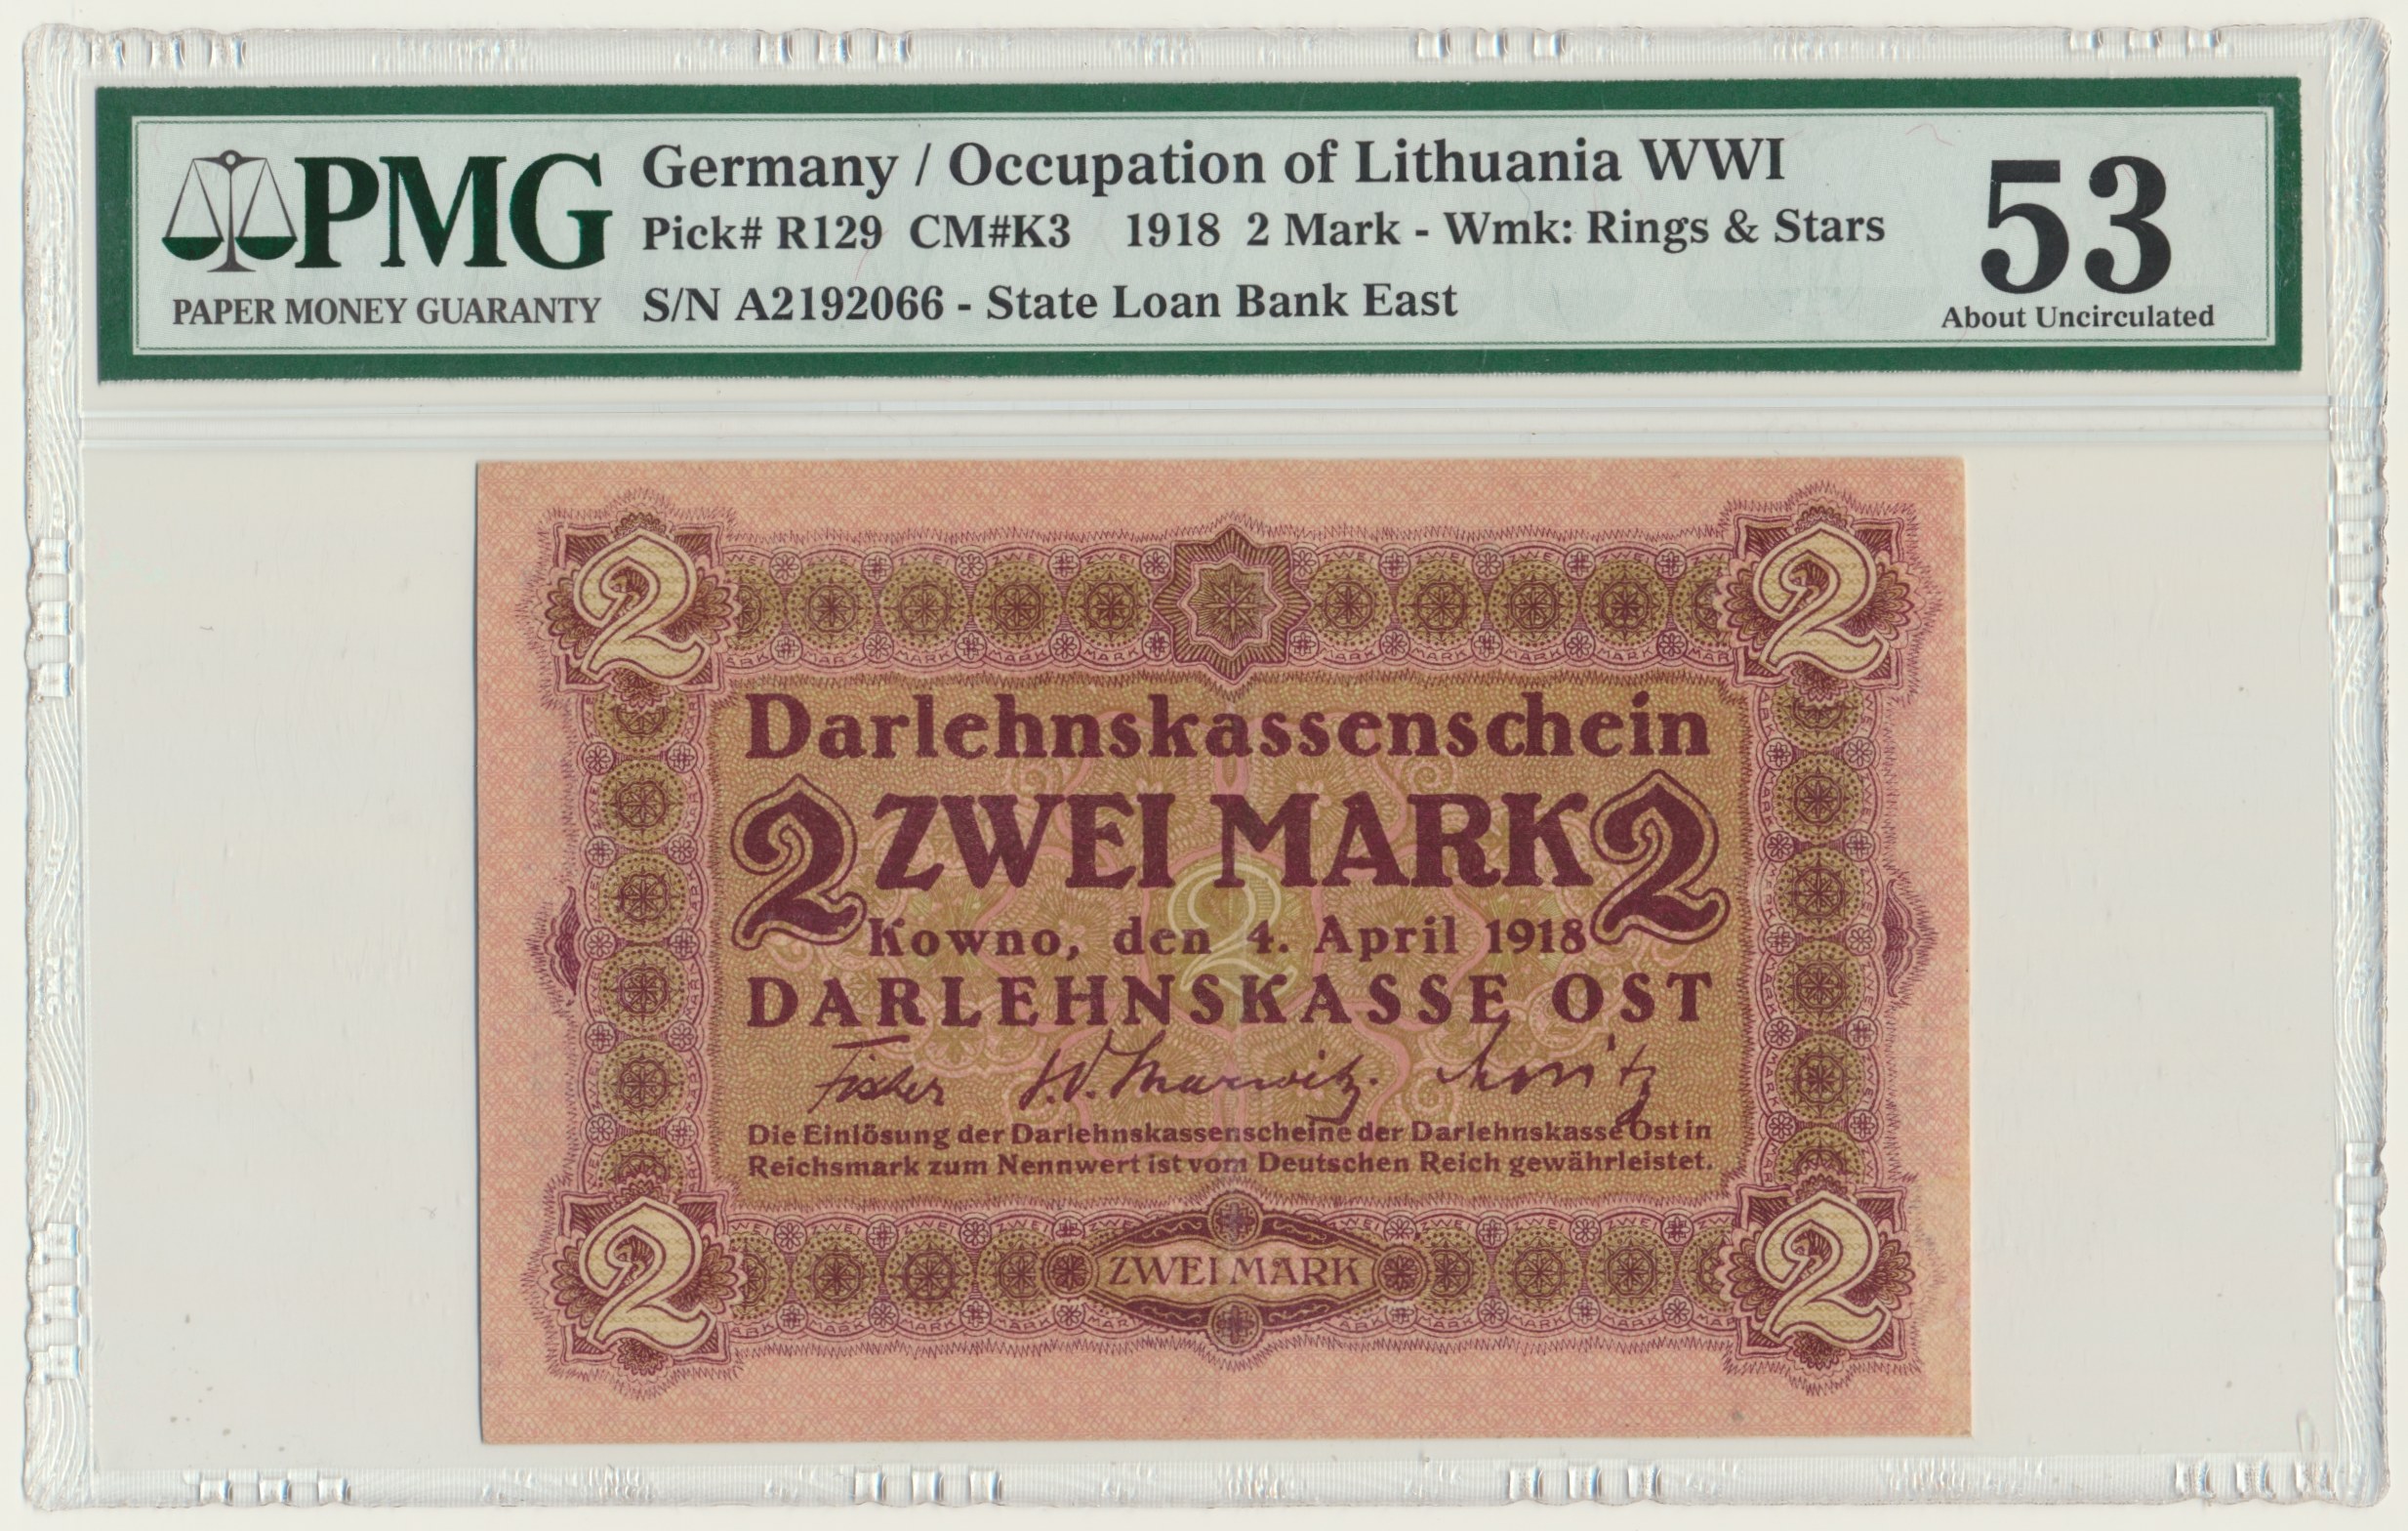 PMG
PAPER MONEY GUARANTY
Germany / Occupation of Lithuania WWI
Pick# R129 CM#K3 1918 2 Mark - Wmk: Rings & Stars
S/N A2192066 - State Loan Bank East
53
About Uncirculated
2 2
Darlehnskassenschein
2 ZWEI MARK 2
2
Kowno, den 4. April 1918
DARLEHNSKASSE OST
Fischer
Die Einlösung der Darlehnskassenscheine der Darlehnskasse Ost in
Reichsmark zum Nennwert ist vom Deutschen Reich gewährleistet.
2 ZWEI MARK 2